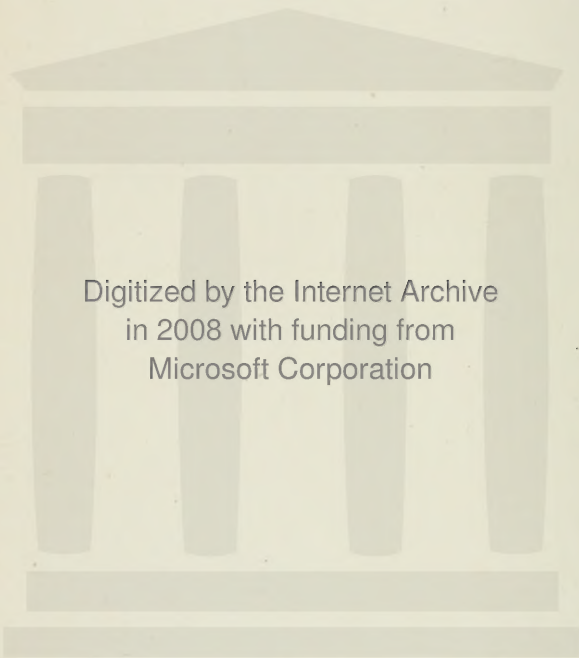 Digitized by the Internet Archive
in 2008 with funding from
Microsoft Corporation